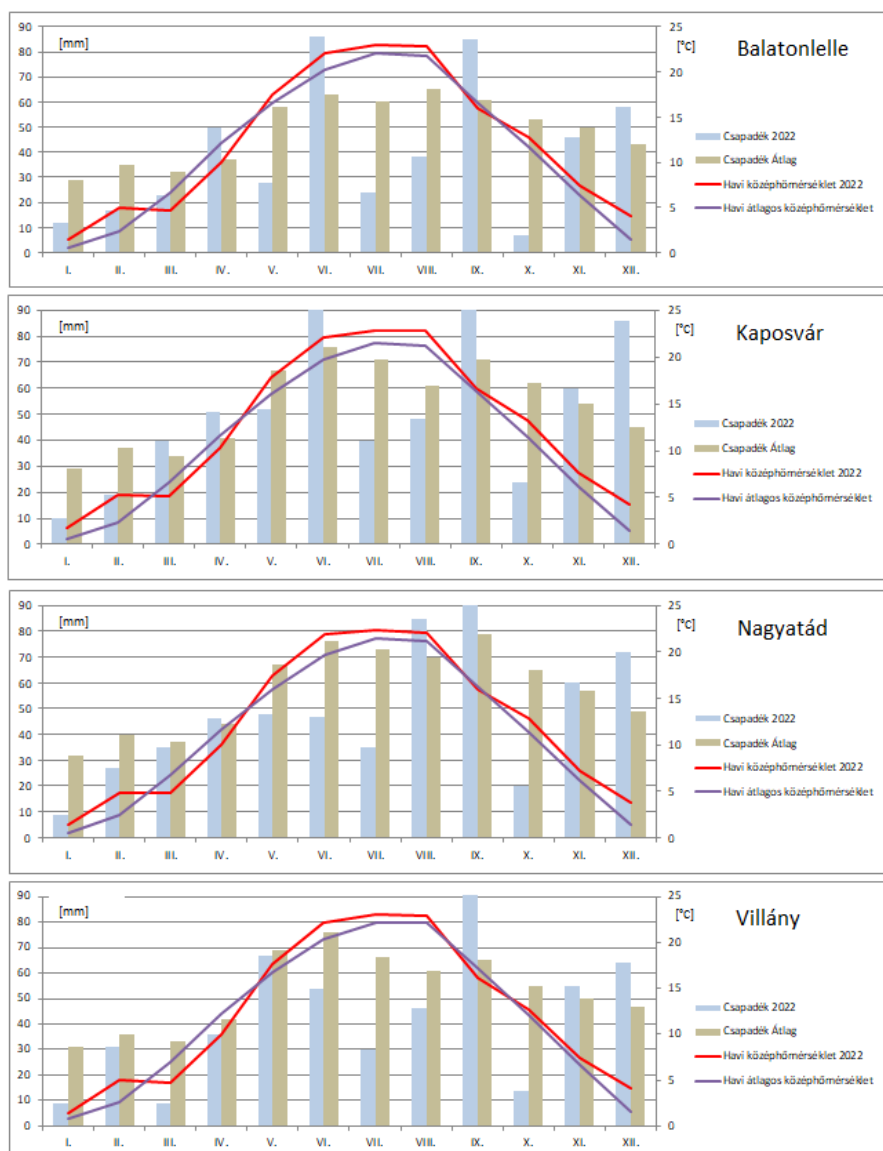 90 [mm] 25 [°C] Balatonlelle
80
70 20
60
50 15 Csapadék 2022
40 10 Csapadék Átlag
30 Havi középhőmérséklet 2022
20 5 Havi átlagos középhőmérséklet
10
0 0
I. II. III. IV. V. VI. VII. VIII. IX. X. XI. XII.
90 [mm] 25 [°C] Kaposvár
80
70 20
60
50 15 Csapadék 2022
40 10 Csapadék Átlag
30 Havi középhőmérséklet 2022
20 5 Havi átlagos középhőmérséklet
10
0 0
I. II. III. IV. V. VI. VII. VIII. IX. X. XI. XII.
90 [mm] 25 [°C] Nagyatád
80
70 20
60
50 15 Csapadék 2022
40 10 Csapadék Átlag
30 Havi középhőmérséklet 2022
20 5 Havi átlagos középhőmérséklet
10
0 0
I. II. III. IV. V. VI. VII. VIII. IX. X. XI. XII.
90 [mm] 25 [°C] Villány
80
70 20
60
50 15 Csapadék 2022
40 10 Csapadék Átlag
30 Havi középhőmérséklet 2022
20 5 Havi átlagos középhőmérséklet
10
0 0
I. II. III. IV. V. VI. VII. VIII. IX. X. XI. XII.